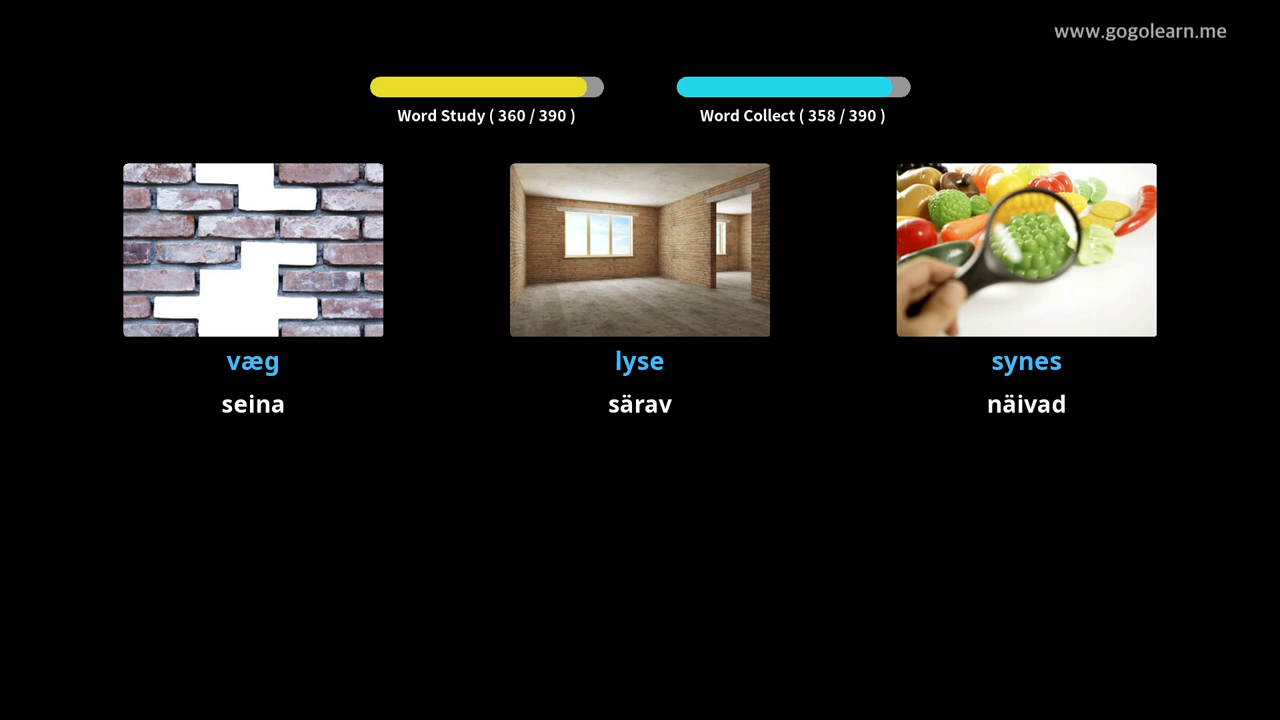 www.gogolearn.me
Word Study ( 360 / 390 )
Word Collect ( 358 / 390 )
væg
lyse
synes
seina
särav
näivad